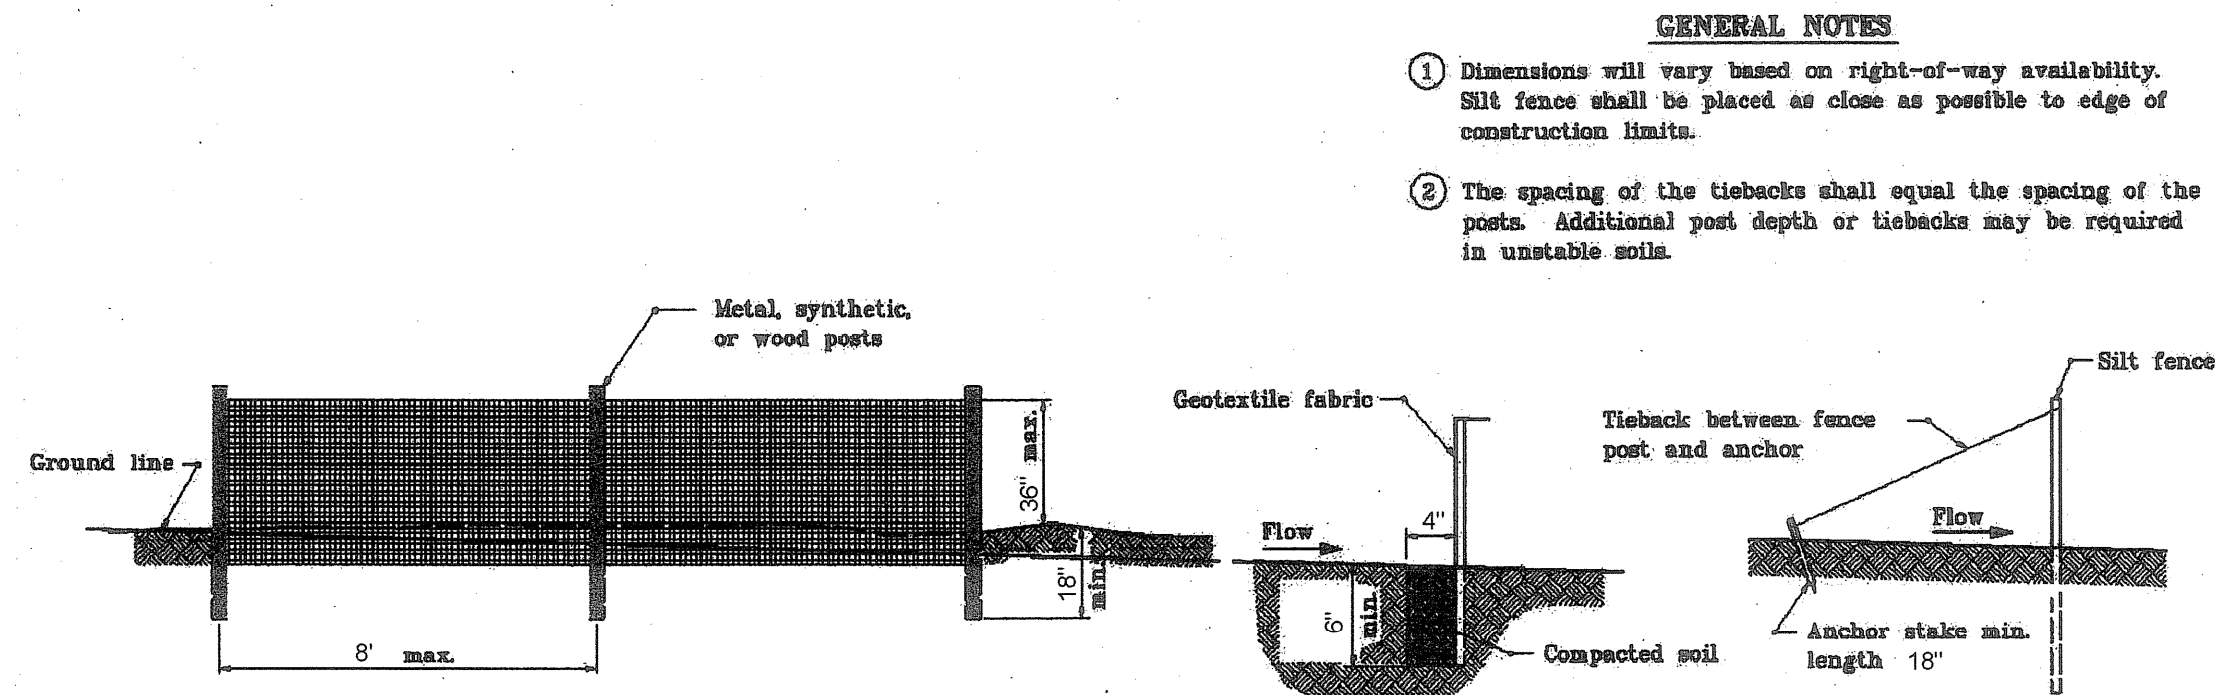 GENERAL NOTES
1 Dimensions will vary based on right-of-way availability.
Silt fence shall be placed as close as possible to edge of
construction limits.
2 The spacing of the tiebacks shall equal the spacing of the
posts. Additional post depth or tiebacks may be required
in unstable soils.
Metal, synthetic,
or wood posts
Ground line
36" max.
18" min.
8' max.
Geotextile fabric
Flow
4"
6" min.
Compacted soil
Silt fence
Tieback between fence
post and anchor
Flow
Anchor stake min.
length 18"